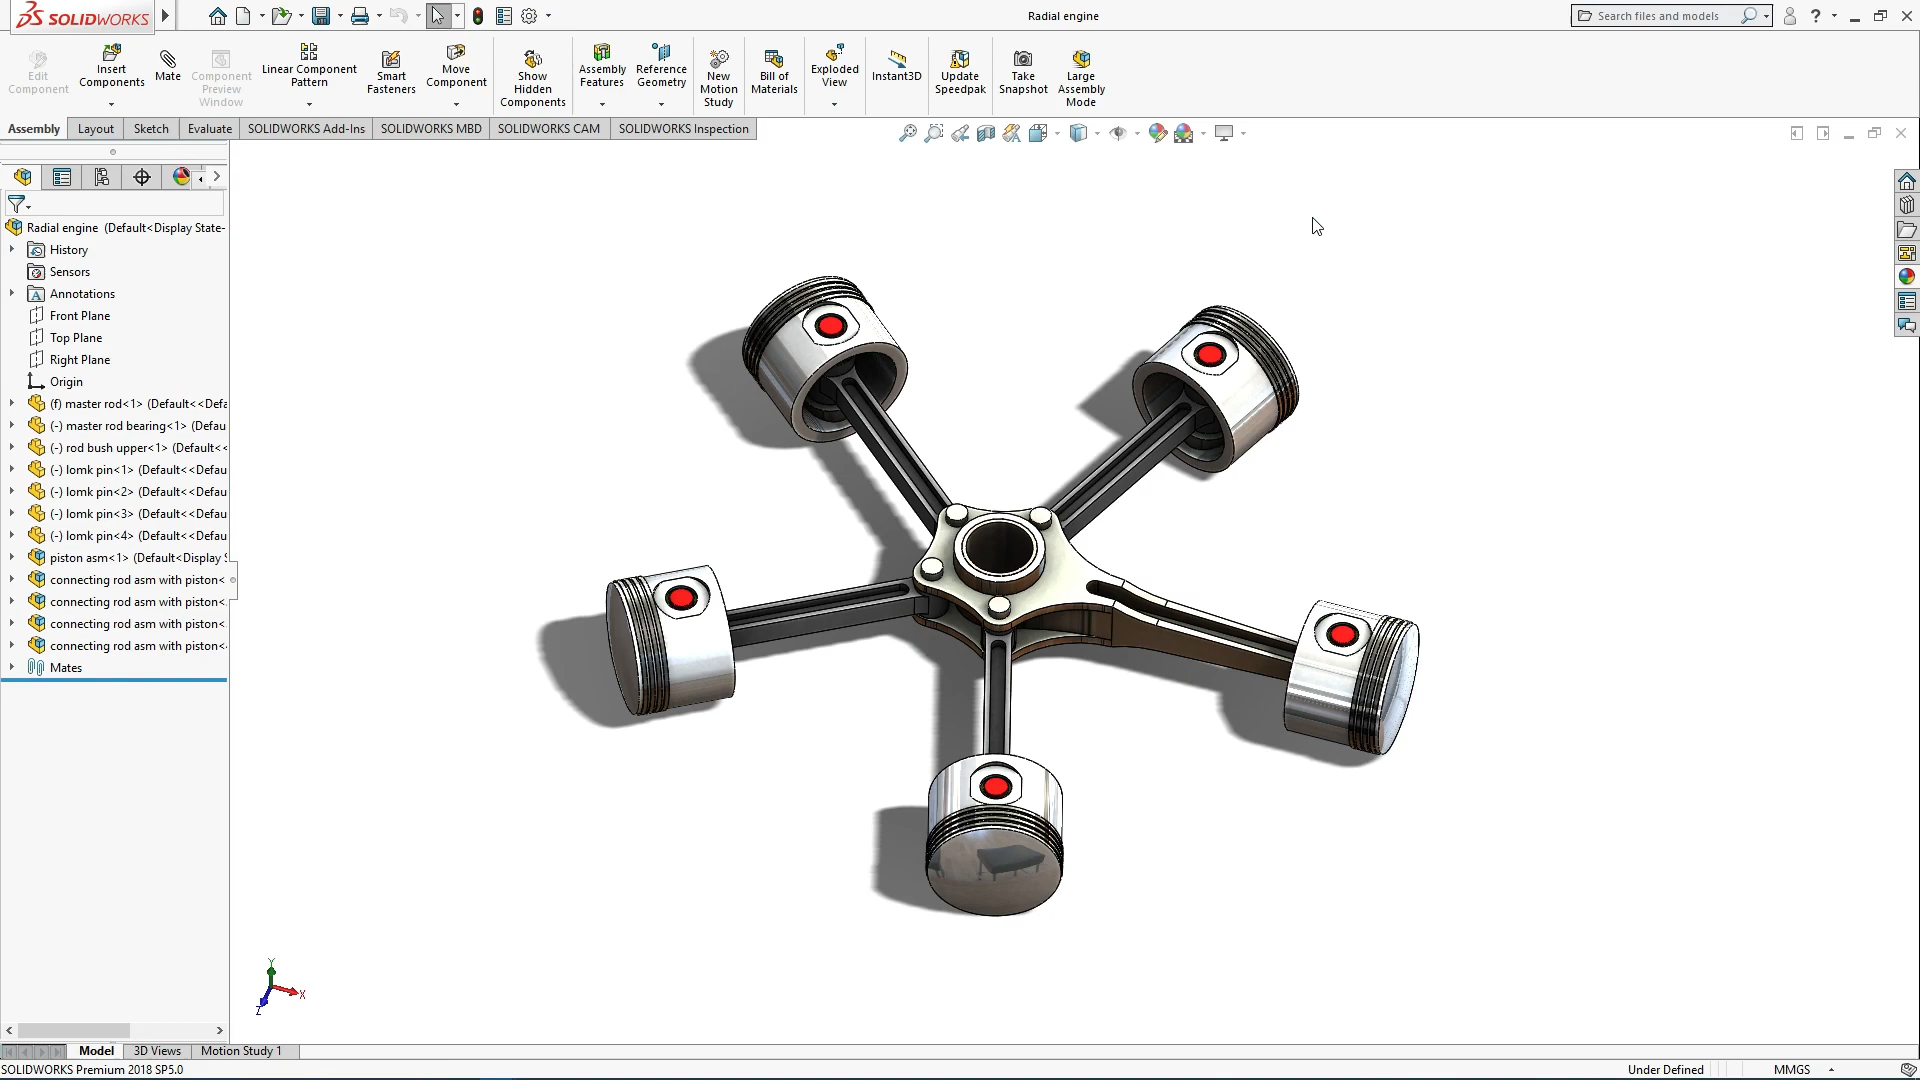 SOLIDWORKS
Radial engine
Search files and models
?
Edit Component
Insert Components
Mate
Component Preview Window
Linear Component Pattern
Smart Fasteners
Move Component
Show Hidden Components
Assembly Features
Reference Geometry
New Motion Study
Bill of Materials
Exploded View
Instant3D
Update Speedpak
Take Snapshot
Large Assembly Mode
Assembly
Layout
Sketch
Evaluate
SOLIDWORKS Add-Ins
SOLIDWORKS MBD
SOLIDWORKS CAM
SOLIDWORKS Inspection
Radial engine (Default<Display State-
History
Sensors
Annotations
Front Plane
Top Plane
Right Plane
Origin
(f) master rod<1> (Default<<Defa
(-) master rod bearing<1> (Defau
(-) rod bush upper<1> (Default<<
(-) lomk pin<1> (Default<<Defau
(-) lomk pin<2> (Default<<Defau
(-) lomk pin<3> (Default<<Defau
(-) lomk pin<4> (Default<<Defau
piston asm<1> (Default<Display S
connecting rod asm with piston<
connecting rod asm with piston<
connecting rod asm with piston<
connecting rod asm with piston<
Mates
Y
X
Z
Model
3D Views
Motion Study 1
SOLIDWORKS Premium 2018 SP5.0
Under Defined
MMGS